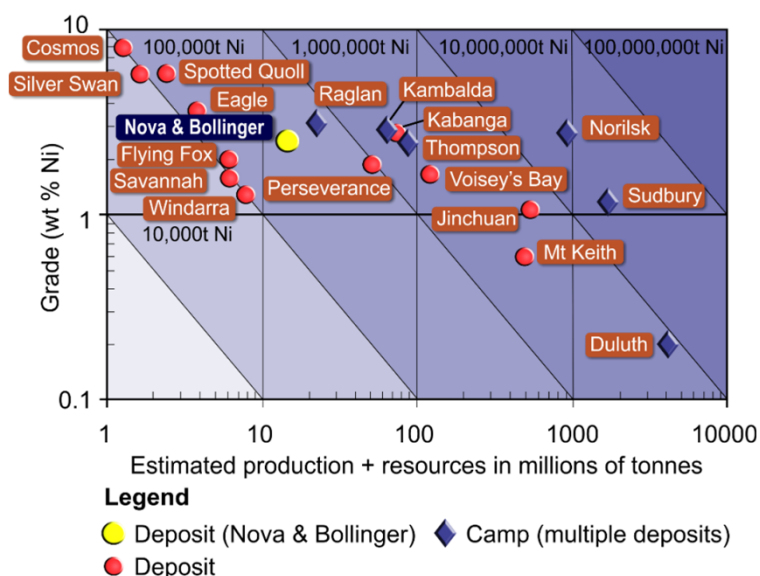 10
Cosmos
100,000t Ni
1,000,000t Ni
10,000,000t Ni
100,000,000t Ni
Silver Swan
Spotted Quoll
Raglan
Kambalda
Eagle
Nova & Bollinger
Kabanga
Norilsk
Flying Fox
Thompson
Savannah
Perseverance
Voisey's Bay
Sudbury
Windarra
Jinchuan
1
10,000t Ni
Mt Keith
Duluth
0.1
Grade (wt % Ni)
1
10
100
1000
10000
Estimated production + resources in millions of tonnes
Legend
Deposit (Nova & Bollinger)
Camp (multiple deposits)
Deposit